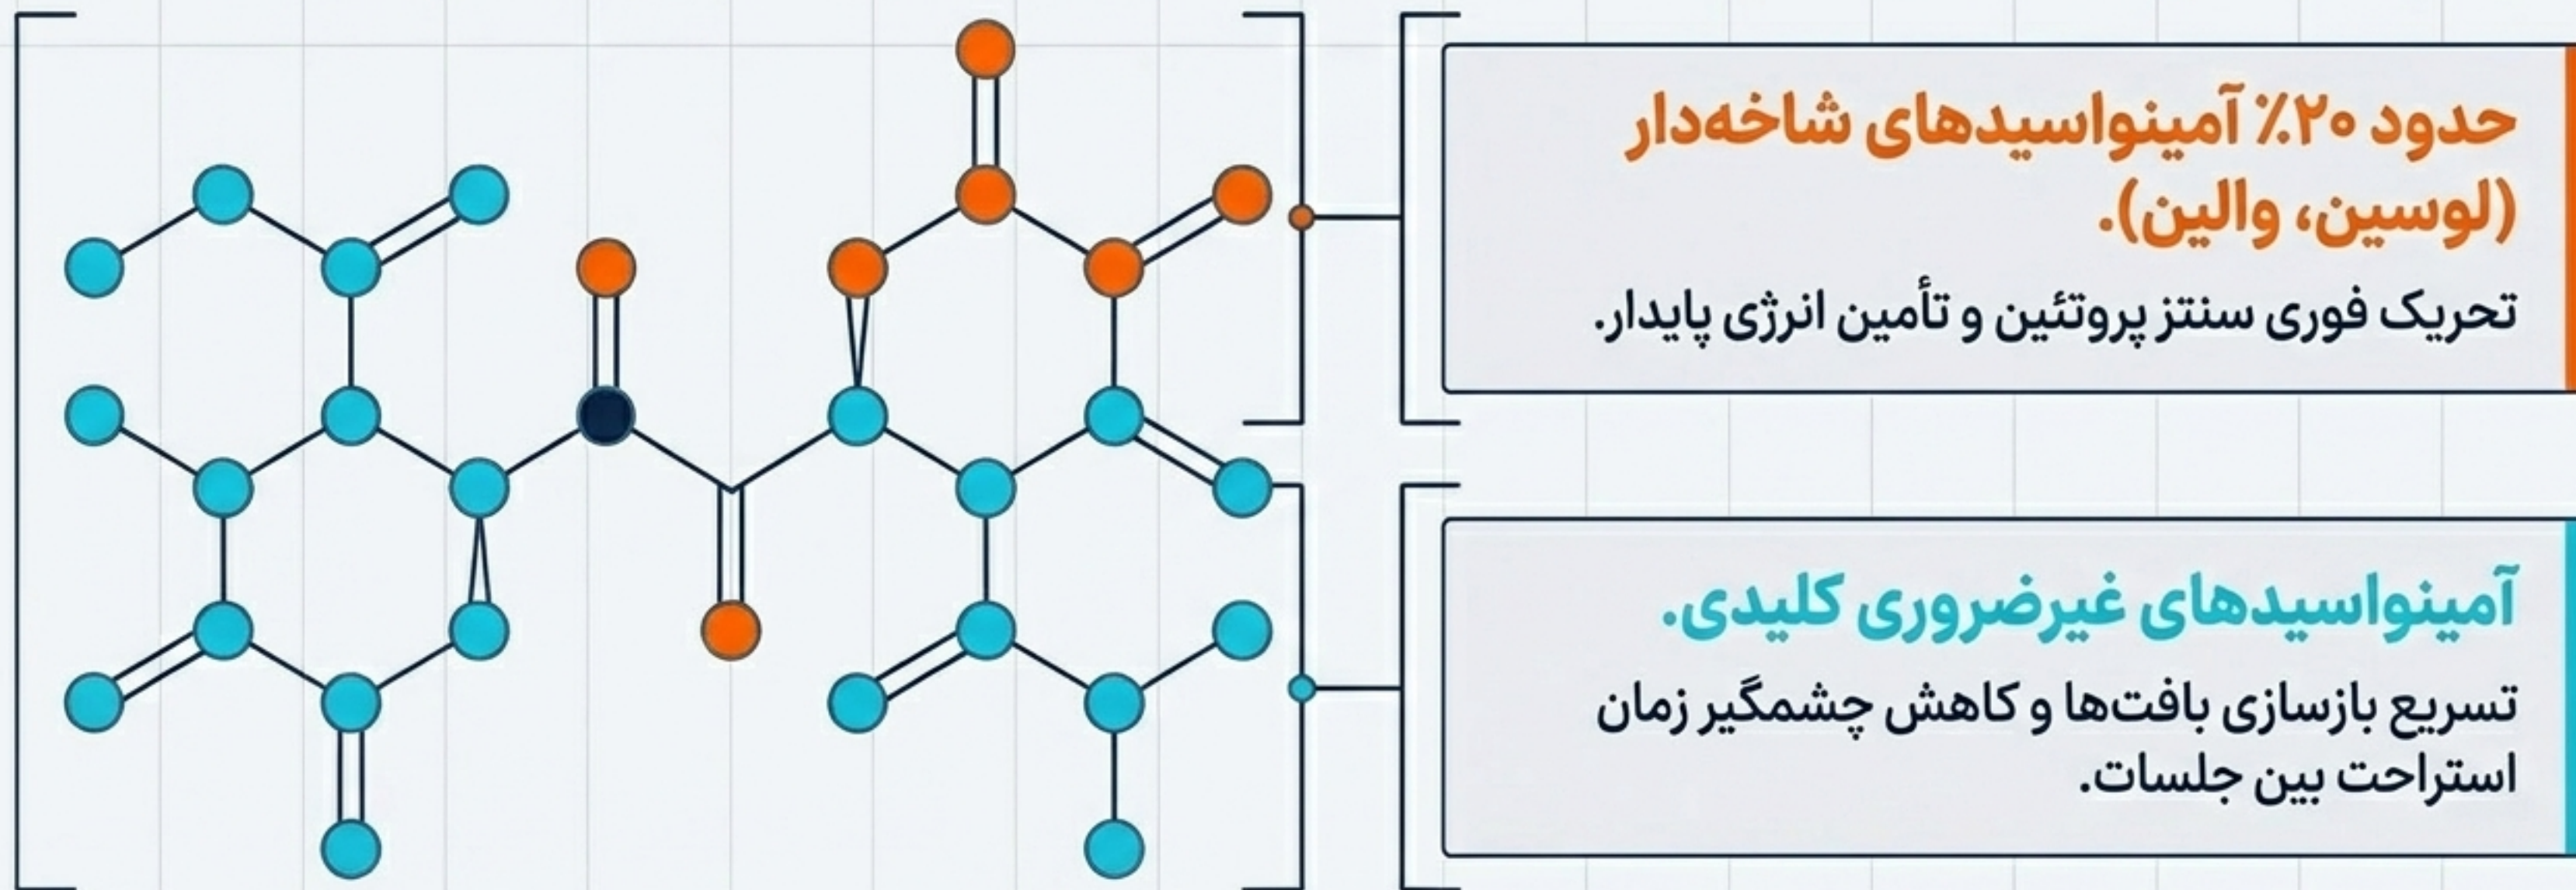 حدود ۲۰٪ آمینواسیدهای شاخه‌دار
(لوسین، والین).
تحریک فوری سنتز پروتئین و تأمین انرژی پایدار.
آمینواسیدهای غیرضروری کلیدی.
تسریع بازسازی بافت‌ها و کاهش چشمگیر زمان
استراحت بین جلسات.